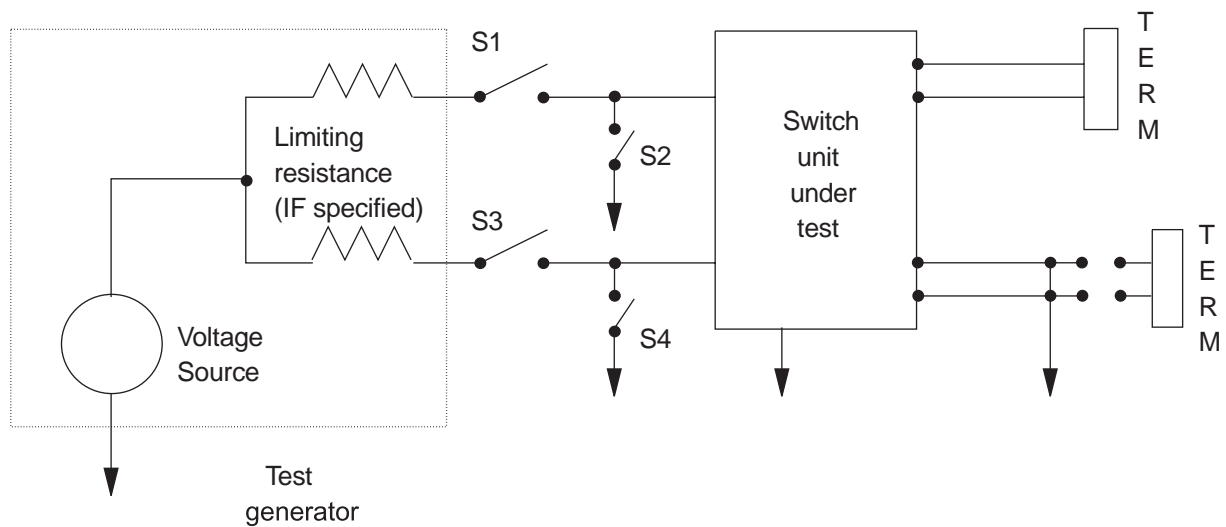 S1
T
E
R
M
Limiting
resistance
(IF specified)
S2
Switch
unit
under
test
S3
T
E
R
M
S4
Voltage
Source
Test
generator